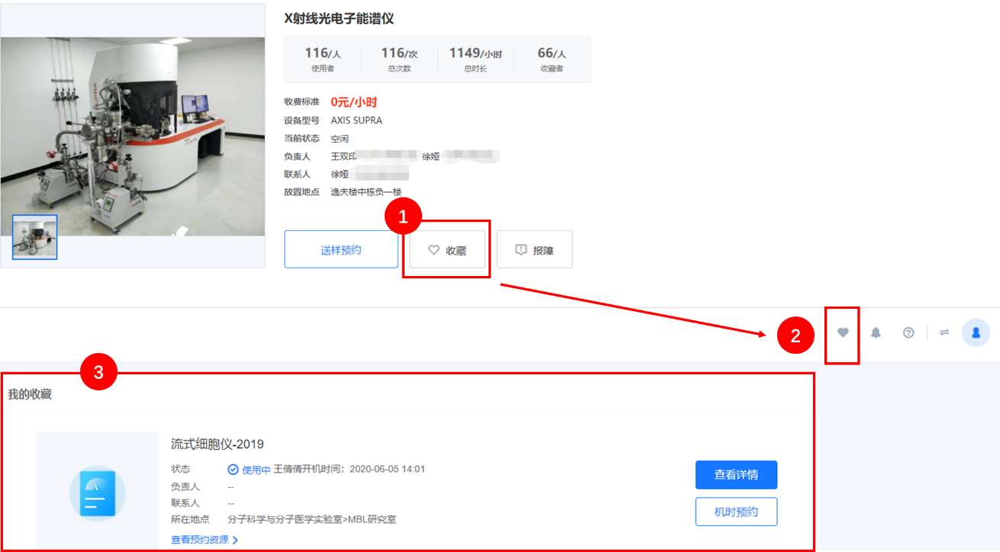 X射线光电子能谱仪
116/人 116/次 1149/小时 66/人
使用者 总次数 总时长 收藏者
收费标准 0元/小时
设备型号 AXIS SUPRA
当前状态 空闲
负责人 王双印 徐娅
联系人 徐娅
放置地点 逸夫楼中栋负一楼
1
送样预约 收藏 报障
2
3
我的收藏
流式细胞仪-2019
状态 使用中 王倩倩开机时间：2020-06-05 14:01
查看详情
负责人 --
联系人 --
机时预约
所在地点 分子科学与分子医学实验室>MBL研究室
查看预约资源